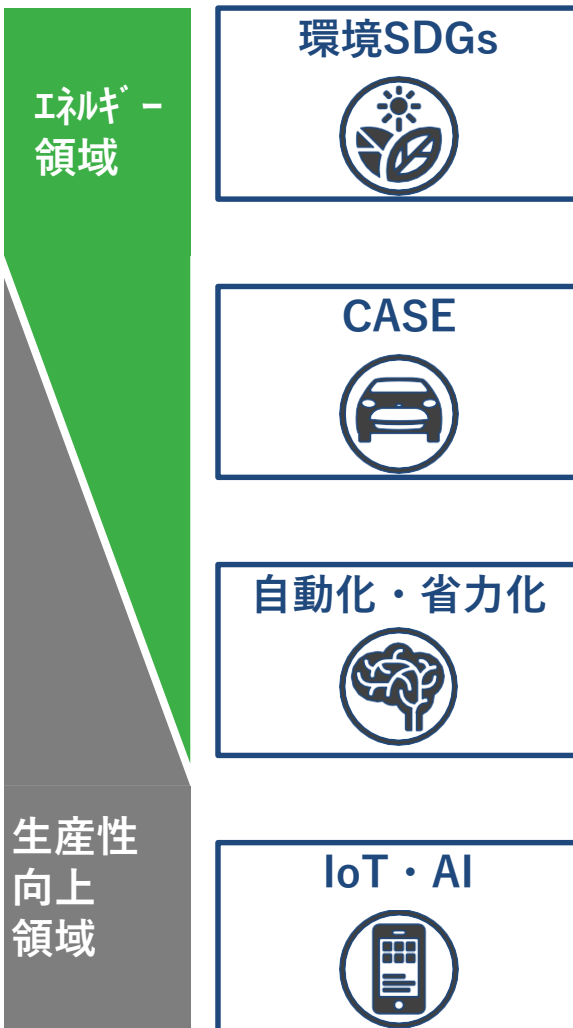 環境SDGs
ｴﾈﾙｷﾞｰ
領域
CASE
自動化・省力化
生産性
向上
領域
IoT・AI